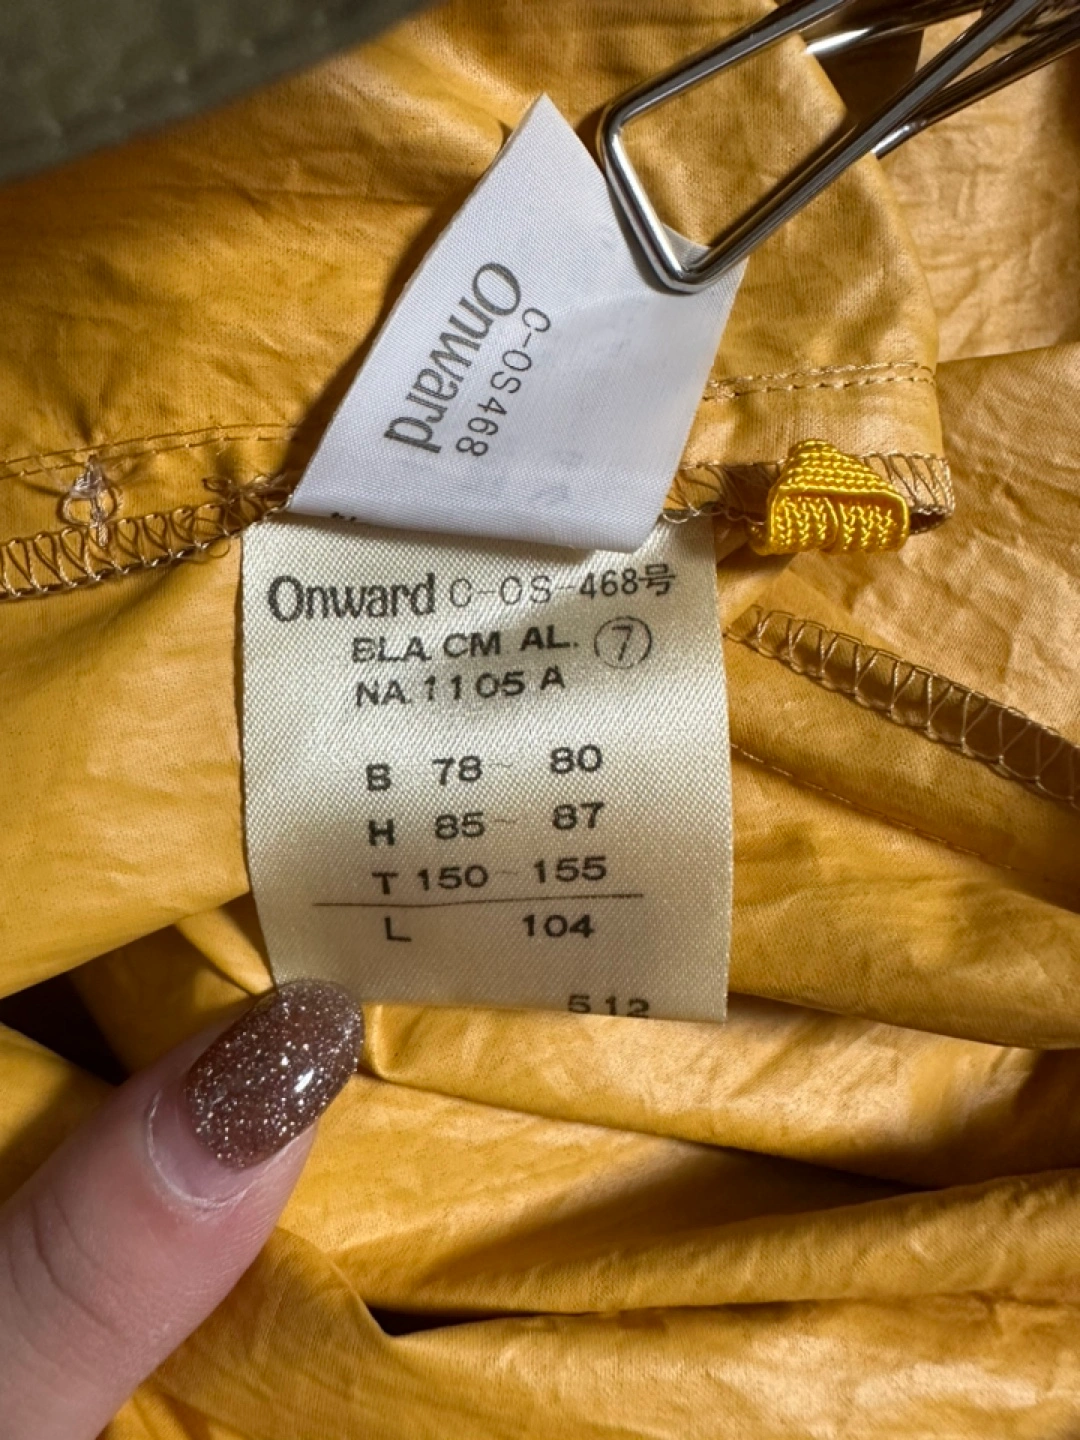 Onward
C-OS468
Onward C-OS-468号
BLA. CM AL. ⑦
NA. 1105 A
B 78~ 80
H 85~ 87
T 150~ 155
L 104
512